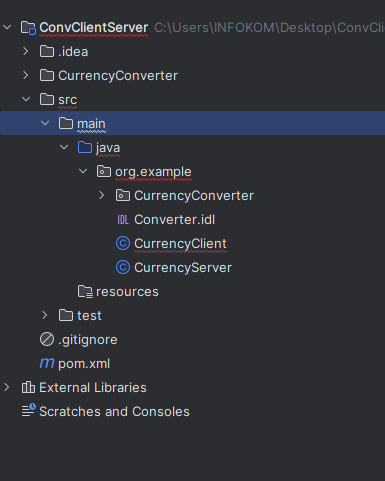 ConvClientServer C:\Users\INFOKOM\Desktop\ConvCli
.idea
CurrencyConverter
src
main
java
org.example
CurrencyConverter
IDL Converter.idl
C CurrencyClient
C CurrencyServer
resources
test
.gitignore
m pom.xml
External Libraries
Scratches and Consoles